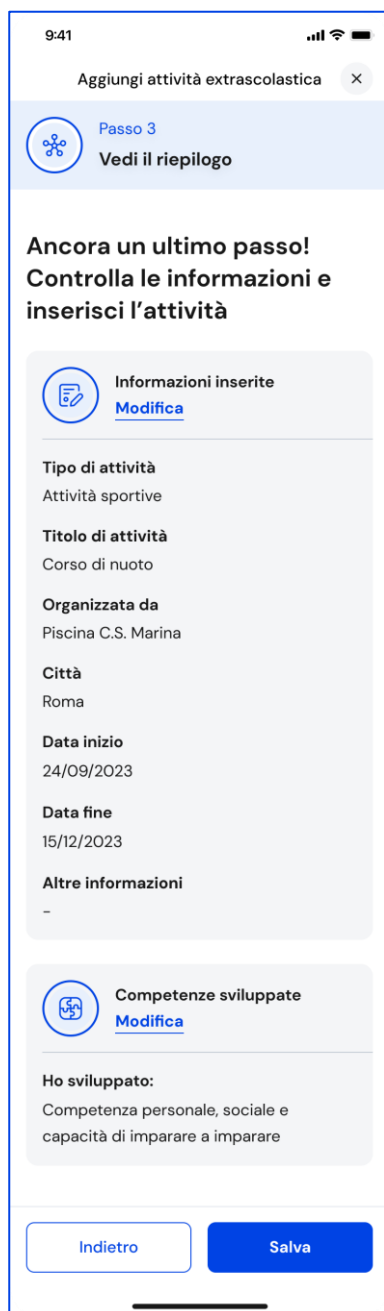 9:41
Aggiungi attività extrascolastica
Passo 3
Vedi il riepilogo
Ancora un ultimo passo!
Controlla le informazioni e
inserisci l’attività
Informazioni inserite
Modifica
Tipo di attività
Attività sportive
Titolo di attività
Corso di nuoto
Organizzata da
Piscina C.S. Marina
Città
Roma
Data inizio
24/09/2023
Data fine
15/12/2023
Altre informazioni
–
Competenze sviluppate
Modifica
Ho sviluppato:
Competenza personale, sociale e
capacità di imparare a imparare
Indietro
Salva